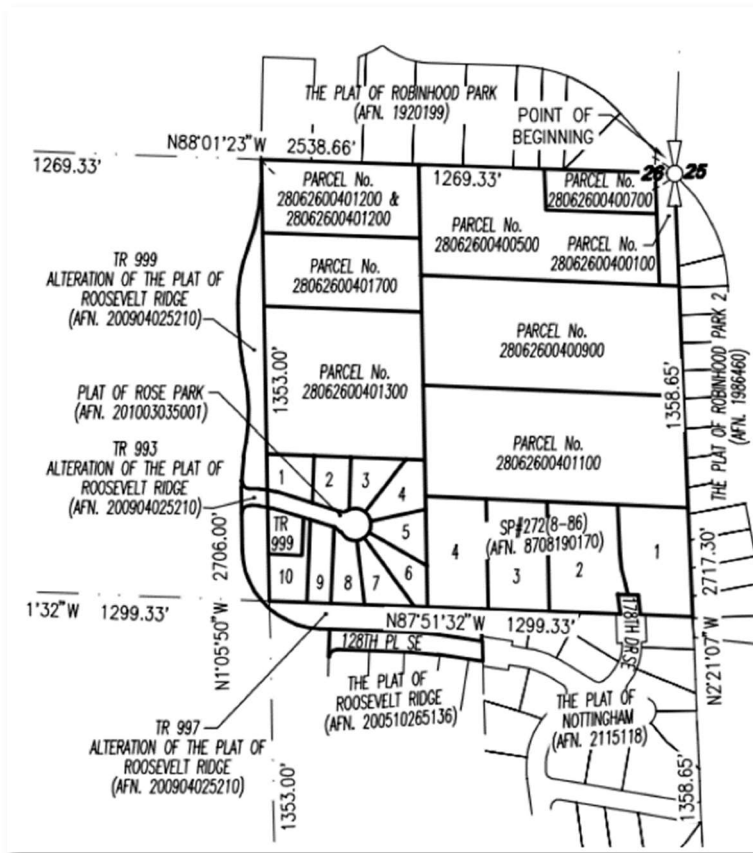 THE PLAT OF ROBINHOOD PARK
(AFN. 1920199)
POINT OF
BEGINNING
N88°01'23"W 2538.66'
1269.33'
1269.33'
26 25
PARCEL No.
28062600401200 &
28062600401200
PARCEL No.
28062600400700
PARCEL No.
28062600400500
PARCEL No.
28062600400100
TR 999
ALTERATION OF THE PLAT OF
ROOSEVELT RIDGE
(AFN. 200904025210)
PARCEL No.
28062600401700
PARCEL No.
28062600400900
PARCEL No.
28062600401300
1353.00'
1358.65'
THE PLAT OF ROBINHOOD PARK 2
(AFN. 1986460)
PLAT OF ROSE PARK
(AFN. 201003035001)
TR 993
ALTERATION OF THE PLAT OF
ROOSEVELT RIDGE
(AFN. 200904025210)
PARCEL No.
28062600401100
1
2
3
4
5
6
7
8
9
10
TR
999
SP#272(8-86)
(AFN. 8708190170)
4
3
2
1
N1°05'50"W 2706.00'
N2°21'07"W 2717.30'
1'32"W 1299.33'
N87°51'32"W 1299.33'
178TH DR SE
128TH PL SE
THE PLAT OF
ROOSEVELT RIDGE
(AFN. 200510265136)
THE PLAT OF
NOTTINGHAM
(AFN. 2115118)
TR 997
ALTERATION OF THE PLAT OF
ROOSEVELT RIDGE
(AFN. 200904025210)
1353.00'
1358.65'